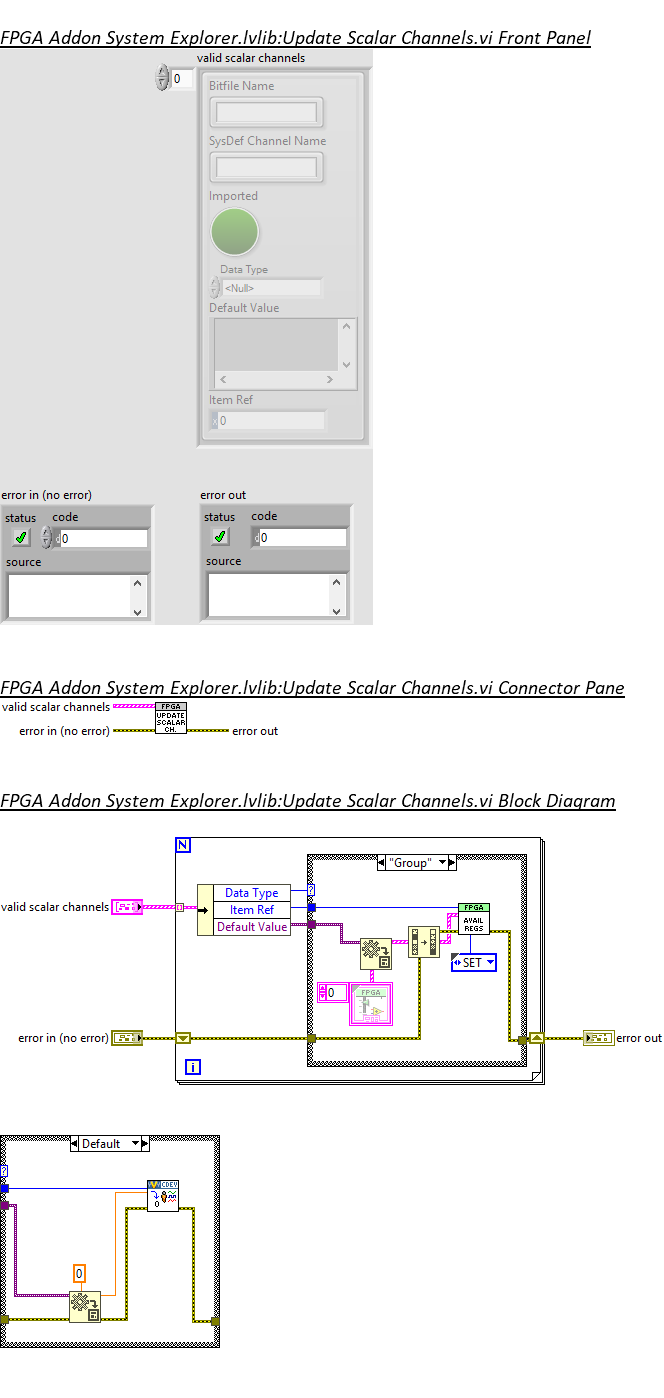 FPGA Addon System Explorer.lvlib:Update Scalar Channels.vi Front Panel
valid scalar channels
0
Bitfile Name
SysDef Channel Name
Imported
Data Type
<Null>
Default Value
Item Ref
0
error in (no error)
error out
status code
status code
0
0
source
source
FPGA Addon System Explorer.lvlib:Update Scalar Channels.vi Connector Pane
valid scalar channels
FPGA
UPDATE
SCALAR
CH.
error in (no error)
error out
FPGA Addon System Explorer.lvlib:Update Scalar Channels.vi Block Diagram
N
"Group"
valid scalar channels
Data Type
Item Ref
Default Value
?
FPGA
AVAIL
REGS
SET
0
FPGA
error in (no error)
error out
i
Default
?
CDEV
0
0